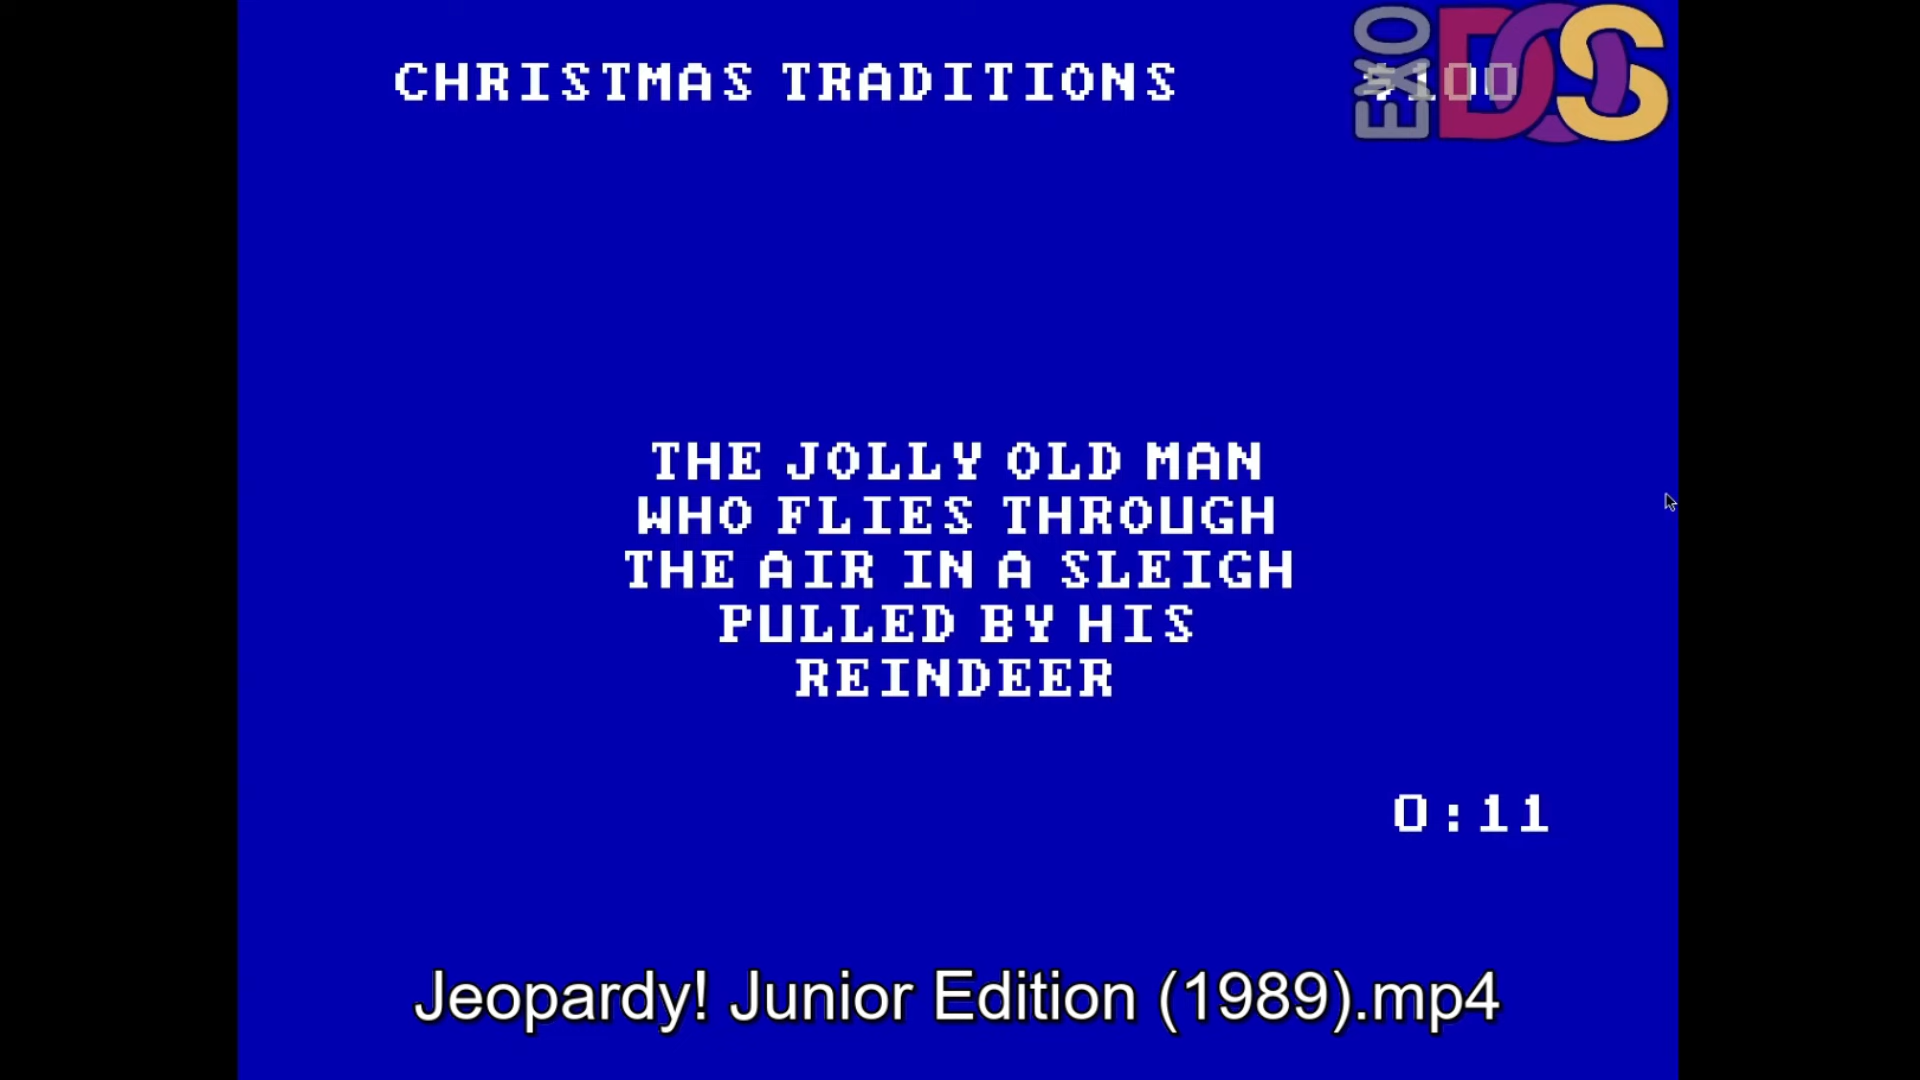 CHRISTMAS TRADITIONS $100
EXO DOS
THE JOLLY OLD MAN
WHO FLIES THROUGH
THE AIR IN A SLEIGH
PULLED BY HIS
REINDEER
0:11
Jeopardy! Junior Edition (1989).mp4